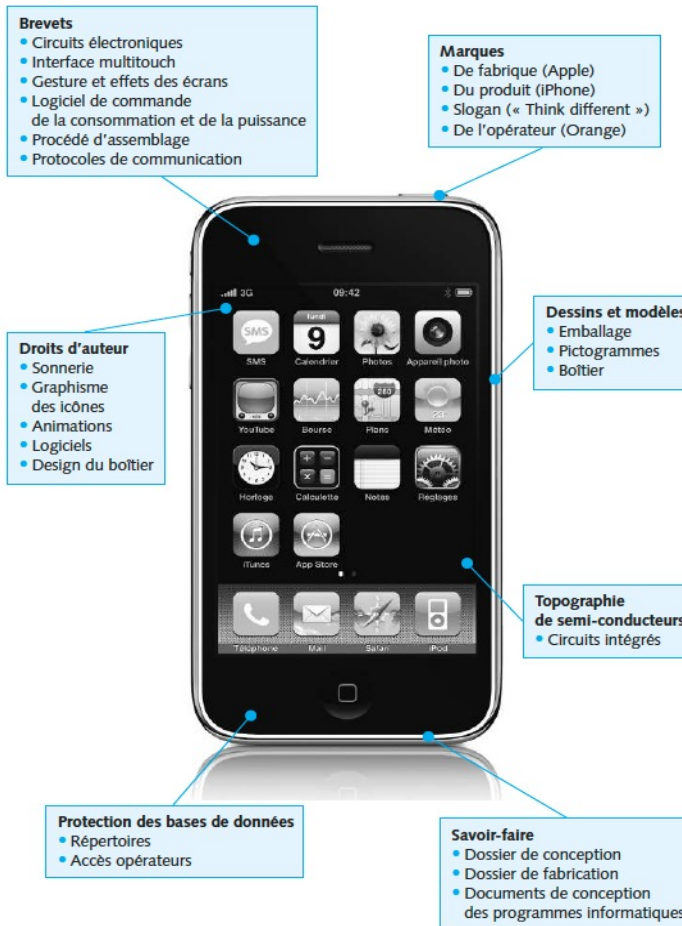 Brevets
• Circuits électroniques
• Interface multitouch
• Gesture et effets des écrans
• Logiciel de commande
de la consommation et de la puissance
• Procédé d'assemblage
• Protocoles de communication
Marques
• De fabrique (Apple)
• Du produit (iPhone)
• Slogan (« Think different »)
• De l'opérateur (Orange)
3G
09:42
Droits d'auteur
• Sonnerie
• Graphisme
des icônes
• Animations
• Logiciels
• Design du boîtier
SMS
lundi
9
280
23°
SMS
Calendrier
Photos
Appareil photo
YouTube
Bourse
Plans
Météo
Horloge
Calculette
Notes
Réglages
iTunes
App Store
Téléphone
Mail
Safari
iPod
Dessins et modèles
• Emballage
• Pictogrammes
• Boîtier
Topographie
de semi-conducteurs
• Circuits intégrés
Protection des bases de données
• Répertoires
• Accès opérateurs
Savoir-faire
• Dossier de conception
• Dossier de fabrication
• Documents de conception
des programmes informatiques